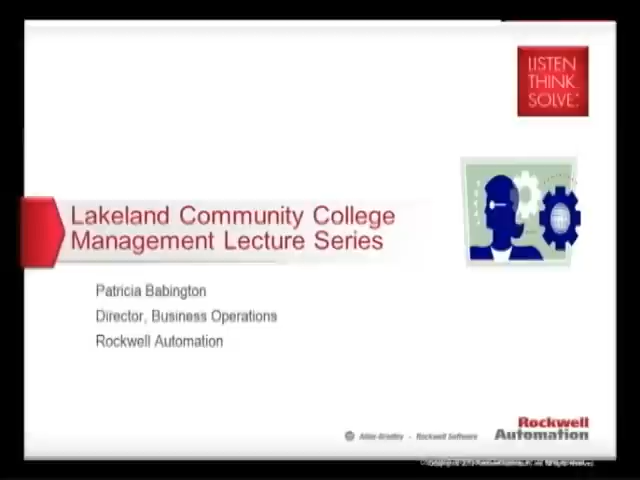 LISTEN.
THINK.
SOLVE.™
Lakeland Community College
Management Lecture Series
Patricia Babington
Director, Business Operations
Rockwell Automation
Allen-Bradley • Rockwell Software
Rockwell
Automation